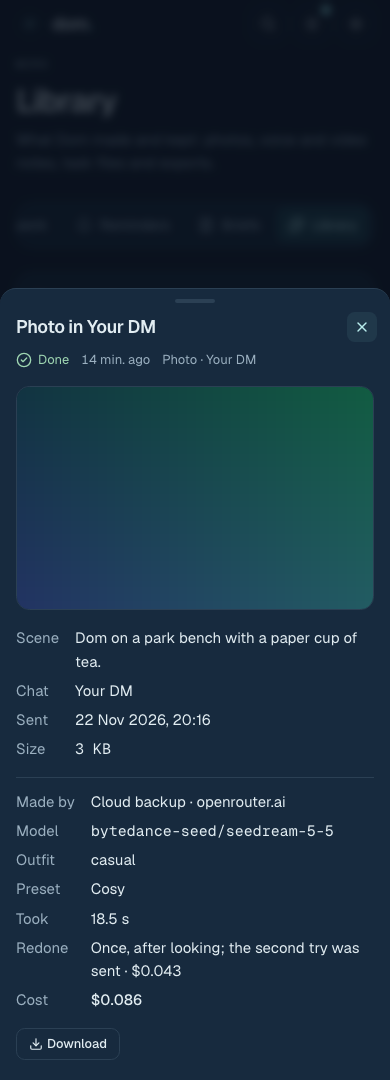 Library
Photo in Your DM
Done 14 min. ago Photo · Your DM
Scene Dom on a park bench with a paper cup of
tea.
Chat Your DM
Sent 22 Nov 2026, 20:16
Size 3 KB
Made by Cloud backup · openrouter.ai
Model bytedance-seed/seedream-5-5
Outfit casual
Preset Cosy
Took 18.5 s
Redone Once, after looking; the second try was
sent · $0.043
Cost $0.086
Download